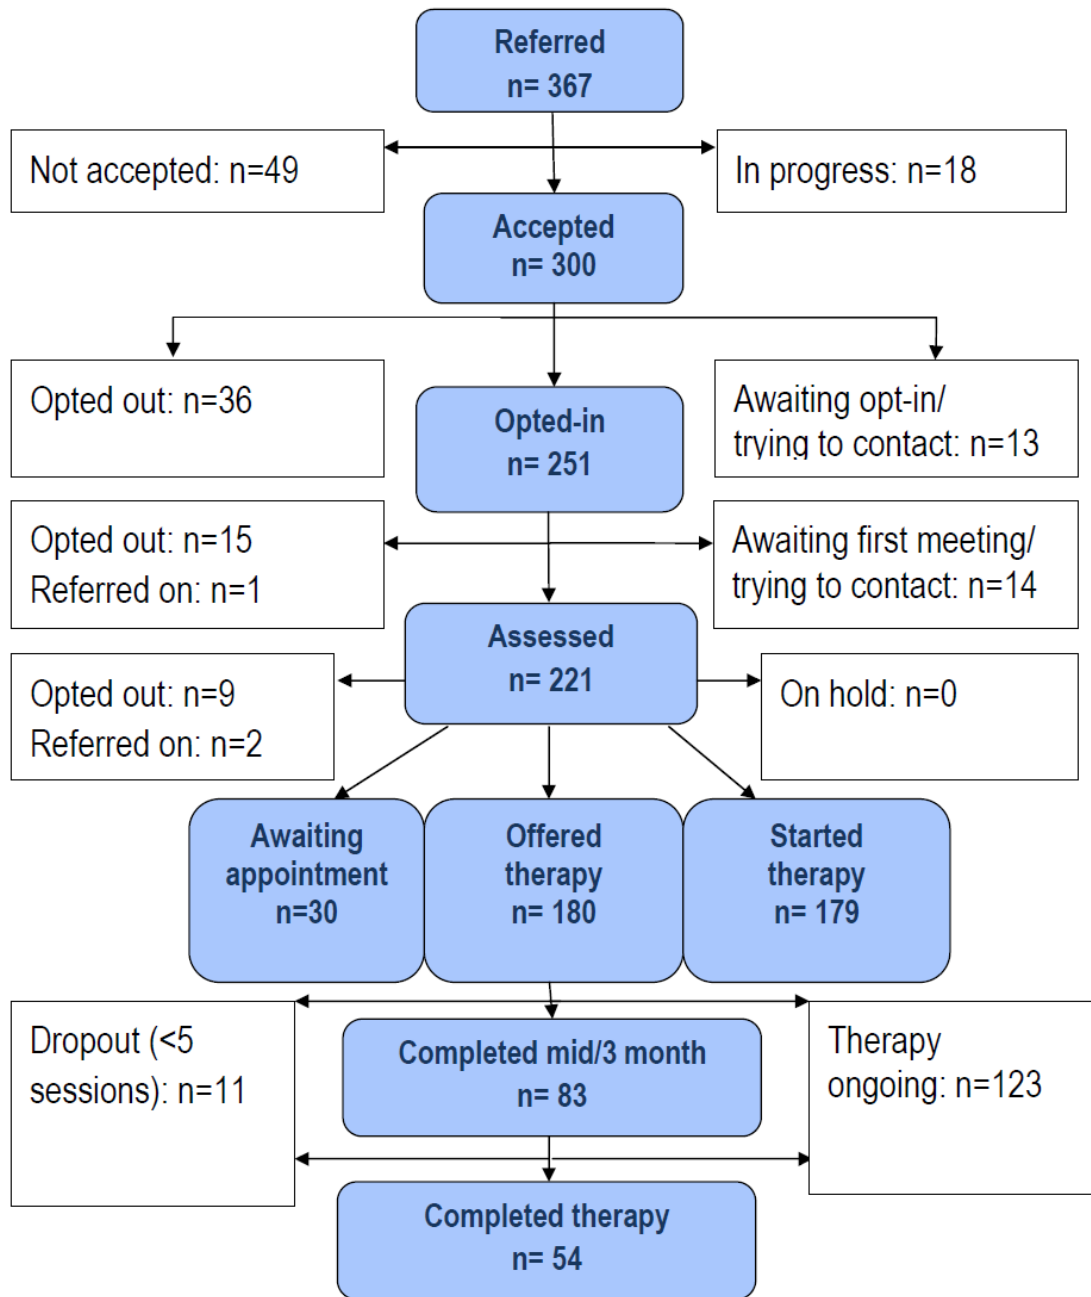 Referred
n= 367
Not accepted: n=49
In progress: n=18
Accepted
n= 300
Opted out: n=36
Opted-in
n= 251
Awaiting opt-in/
trying to contact: n=13
Opted out: n=15
Referred on: n=1
Awaiting first meeting/
trying to contact: n=14
Assessed
n= 221
Opted out: n=9
Referred on: n=2
On hold: n=0
Awaiting
appointment
n=30
Offered
therapy
n= 180
Started
therapy
n= 179
Dropout (<5
sessions): n=11
Completed mid/3 month
n= 83
Therapy
ongoing: n=123
Completed therapy
n= 54